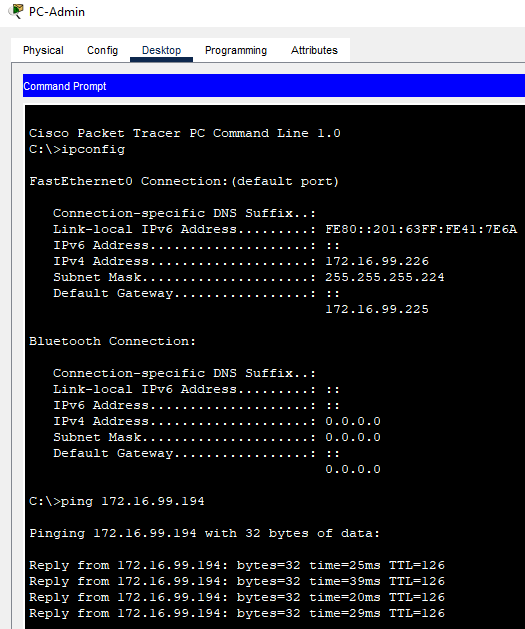 PC-Admin
Physical Config Desktop Programming Attributes
Command Prompt
Cisco Packet Tracer PC Command Line 1.0
C:\>ipconfig
FastEthernet0 Connection:(default port)
Connection-specific DNS Suffix..:
Link-local IPv6 Address.........: FE80::201:63FF:FE41:7E6A
IPv6 Address....................: ::
IPv4 Address....................: 172.16.99.226
Subnet Mask.....................: 255.255.255.224
Default Gateway.................: ::
172.16.99.225
Bluetooth Connection:
Connection-specific DNS Suffix..:
Link-local IPv6 Address.........: ::
IPv6 Address....................: ::
IPv4 Address....................: 0.0.0.0
Subnet Mask.....................: 0.0.0.0
Default Gateway.................: ::
0.0.0.0
C:\>ping 172.16.99.194
Pinging 172.16.99.194 with 32 bytes of data:
Reply from 172.16.99.194: bytes=32 time=25ms TTL=126
Reply from 172.16.99.194: bytes=32 time=39ms TTL=126
Reply from 172.16.99.194: bytes=32 time=20ms TTL=126
Reply from 172.16.99.194: bytes=32 time=29ms TTL=126